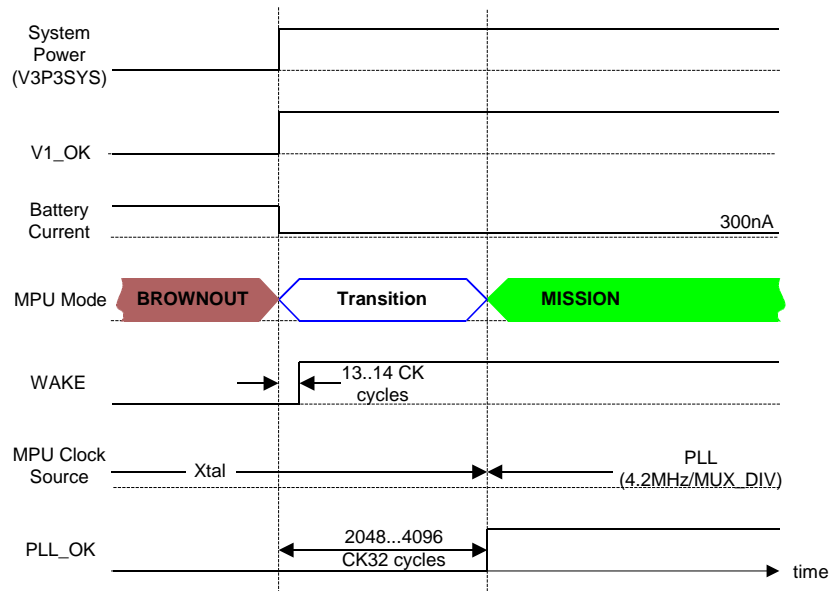 System
Power
(V3P3SYS)
V1_OK
Battery
Current
300nA
MPU Mode
BROWNOUT
Transition
MISSION
WAKE
13..14 CK
cycles
MPU Clock
Source
Xtal
PLL
(4.2MHz/MUX_DIV)
PLL_OK
2048...4096
CK32 cycles
time